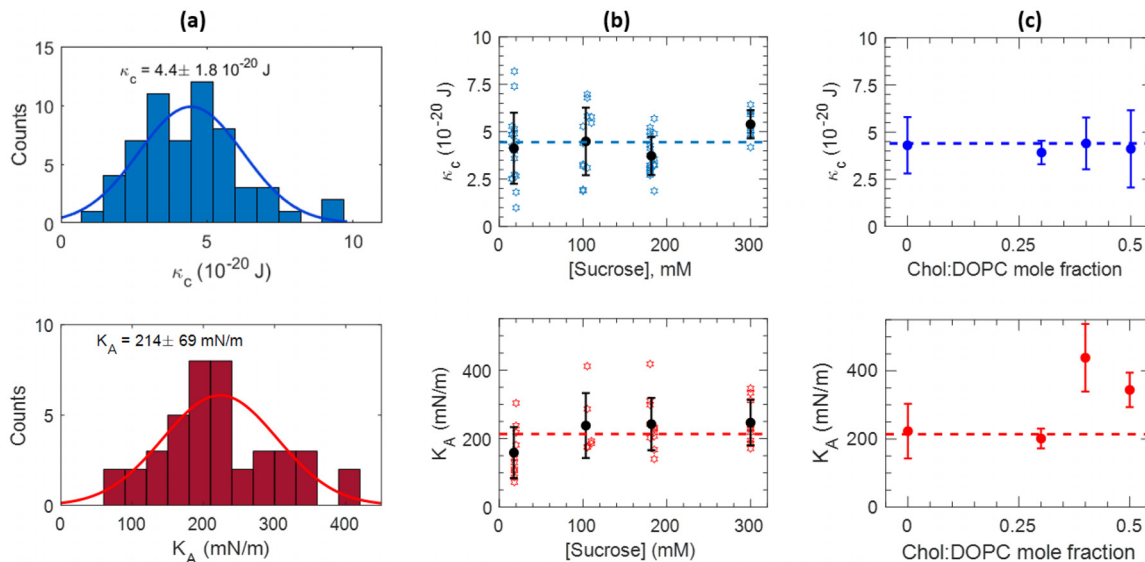 (a)
(b)
(c)
κc = 4.4± 1.8 10-20 J
Counts
15
10
5
0
0
5
10
κc (10-20 J)
κc (10-20 J)
10
7.5
5
2.5
0
0
100
200
300
[Sucrose], mM
κc (10-20 J)
10
7.5
5
2.5
0
0
0.25
0.5
Chol:DOPC mole fraction
KA = 214± 69 mN/m
Counts
10
5
0
0
100
200
300
400
KA (mN/m)
KA (mN/m)
400
200
0
0
100
200
300
[Sucrose] (mM)
KA (mN/m)
400
200
0
0
0.25
0.5
Chol:DOPC mole fraction